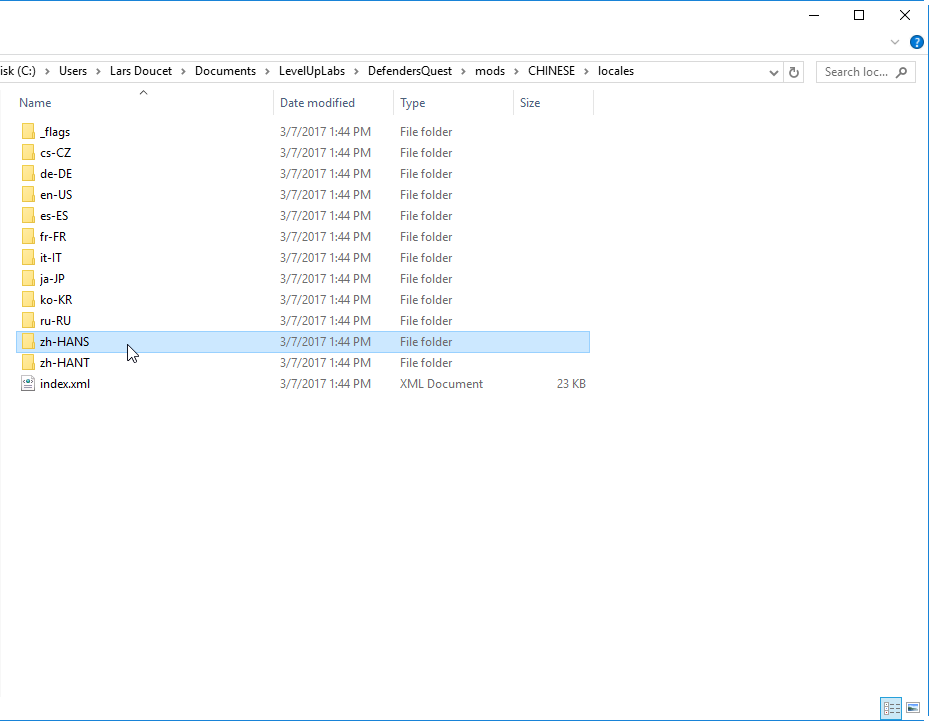 ?
isk (C:) > Users > Lars Doucet > Documents > LevelUpLabs > DefendersQuest > mods > CHINESE > locales Search loc...
Name Date modified Type Size
_flags 3/7/2017 1:44 PM File folder
cs-CZ 3/7/2017 1:44 PM File folder
de-DE 3/7/2017 1:44 PM File folder
en-US 3/7/2017 1:44 PM File folder
es-ES 3/7/2017 1:44 PM File folder
fr-FR 3/7/2017 1:44 PM File folder
it-IT 3/7/2017 1:44 PM File folder
ja-JP 3/7/2017 1:44 PM File folder
ko-KR 3/7/2017 1:44 PM File folder
ru-RU 3/7/2017 1:44 PM File folder
zh-HANS 3/7/2017 1:44 PM File folder
zh-HANT 3/7/2017 1:44 PM File folder
index.xml 3/7/2017 1:44 PM XML Document 23 KB